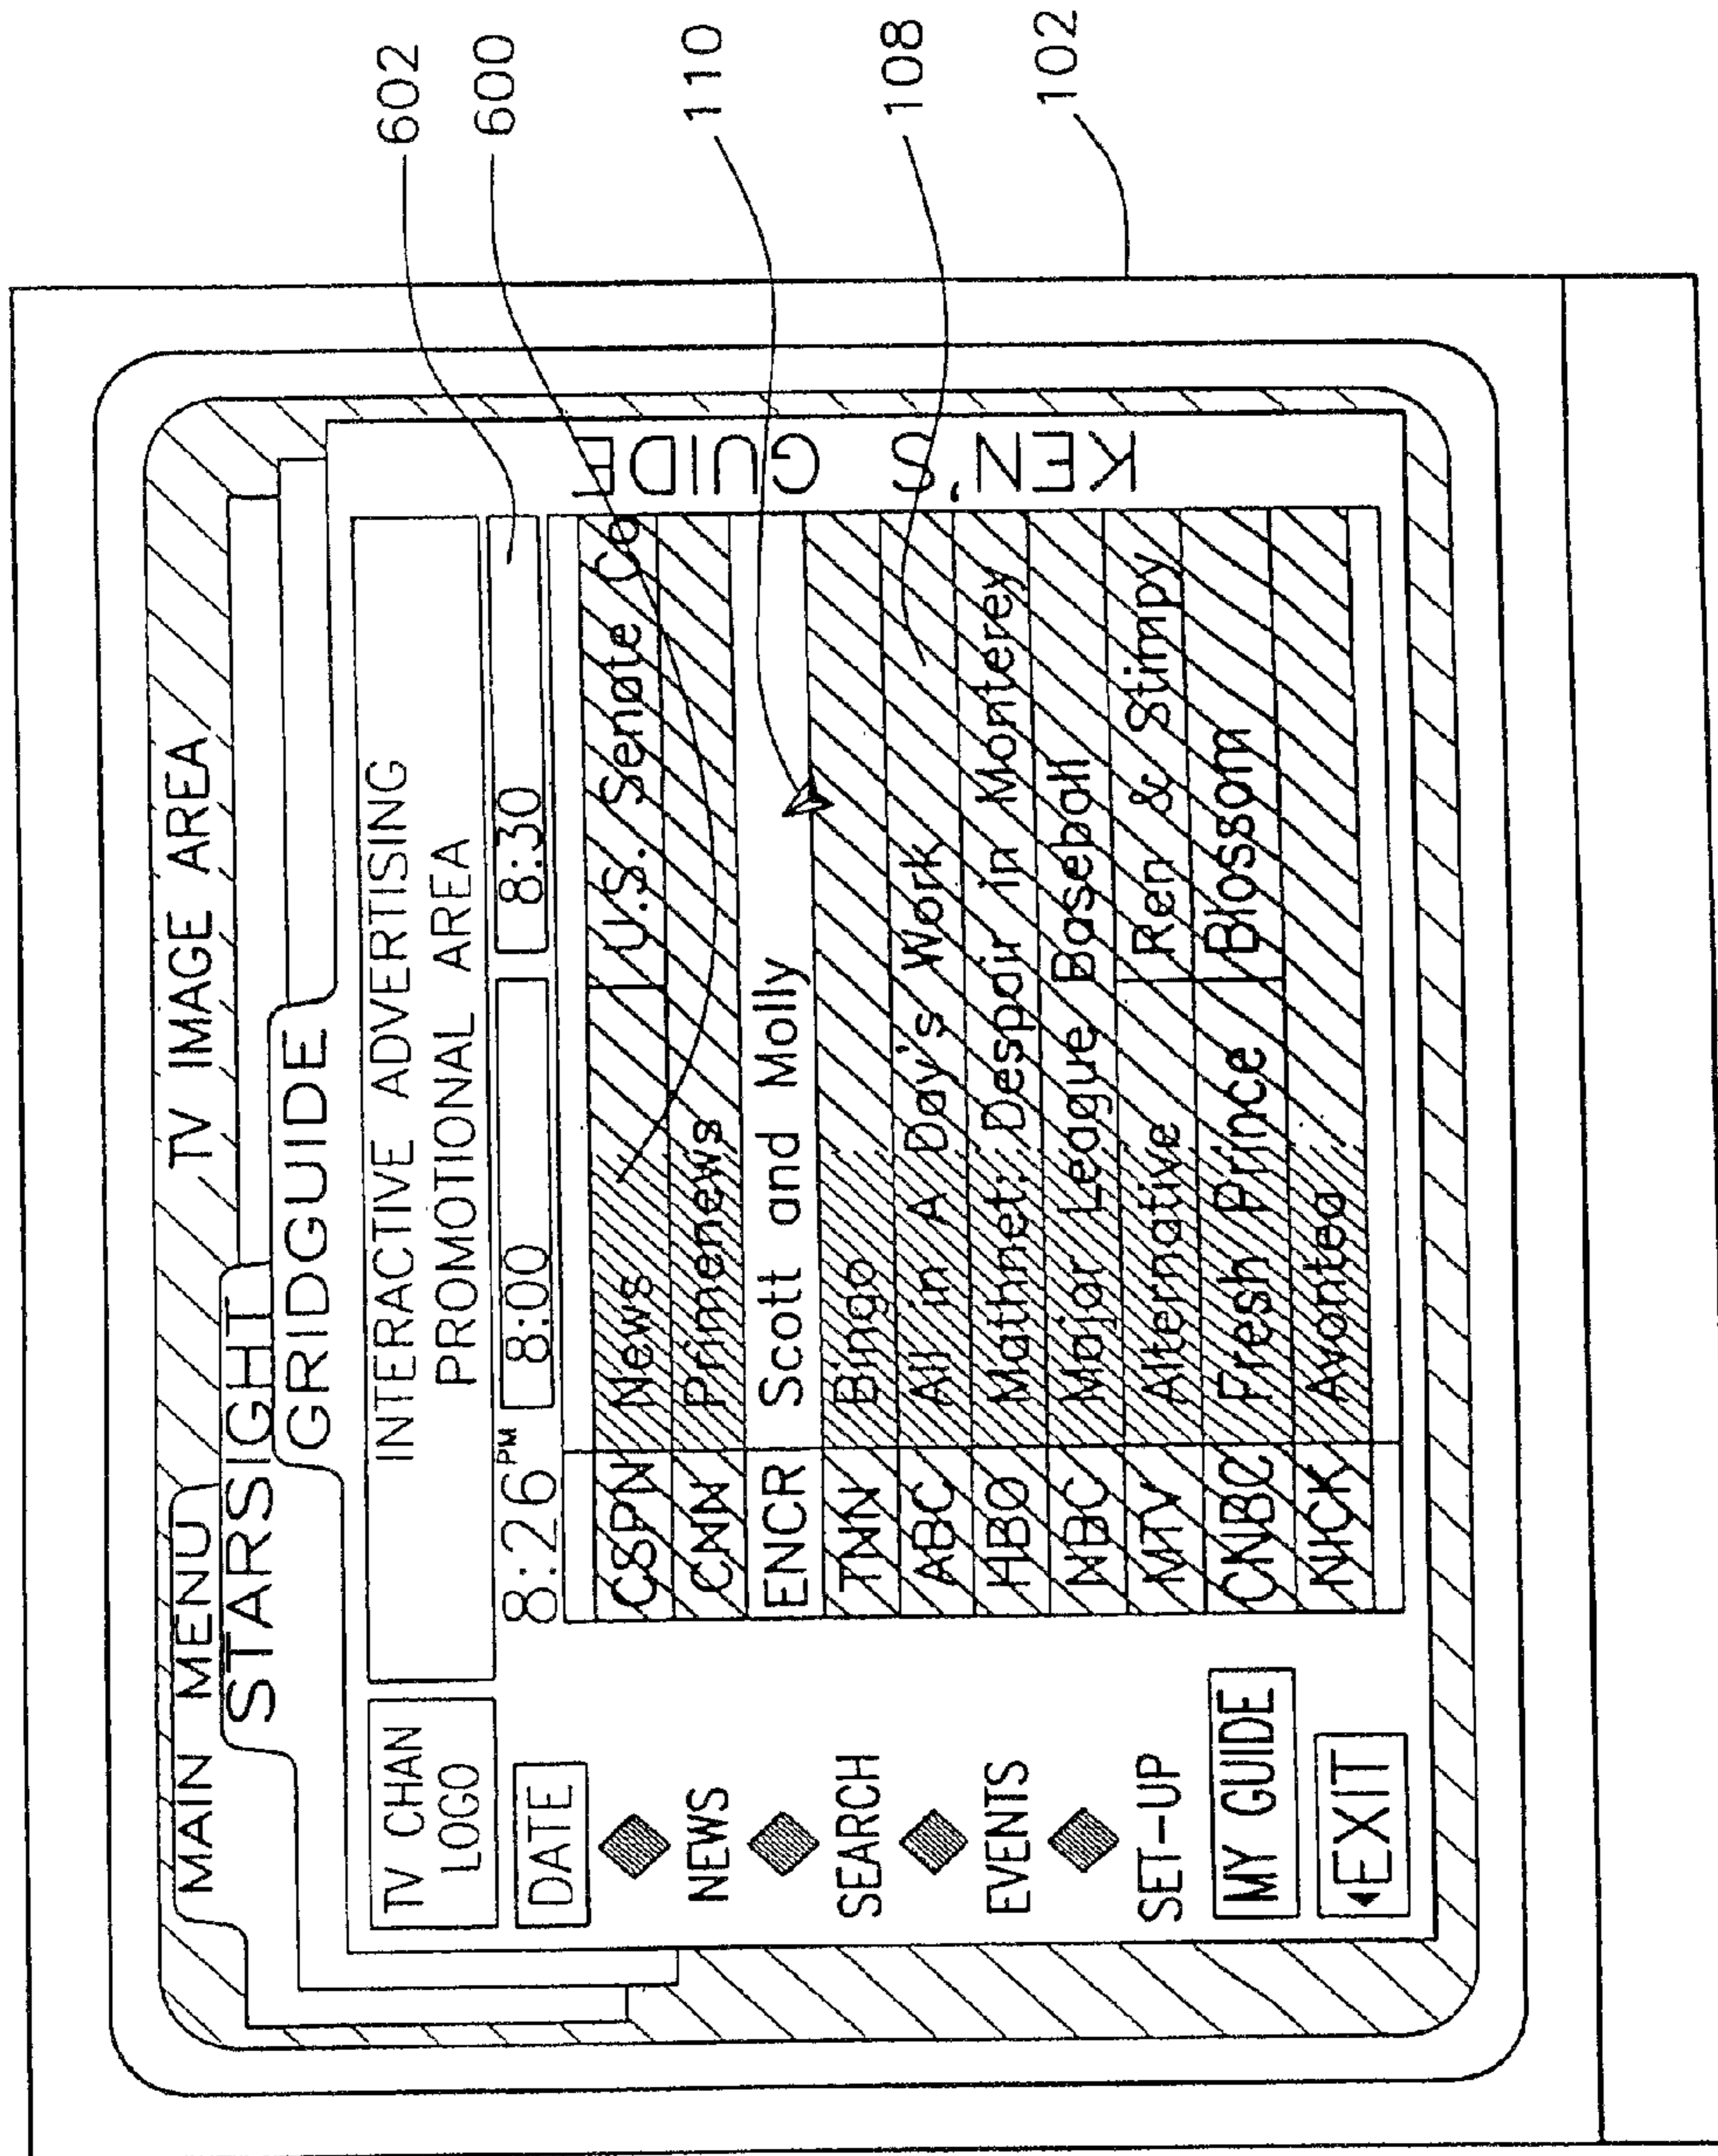 TV IMAGE AREA
MAIN MENU
STARSIGHT
GRIDGUIDE
TV CHAN
LOGO
INTERACTIVE ADVERTISING
PROMOTIONAL AREA
DATE
8:26 PM 8:00 8:30
CSPN News U.S. Senate Co
CNN Primenews
ENCR Scott and Molly
TNN Bingo
ABC All in A Day's Work
HBO Mathnet; Despair in Monterey
NBC Major League Baseball
MTV Alternative Ren & Stimpy
CNBC Fresh Prince Blossom
NICK Avontea
NEWS
SEARCH
EVENTS
SET-UP
MY GUIDE
EXIT
KEN'S GUIDE
602
600
110
108
102